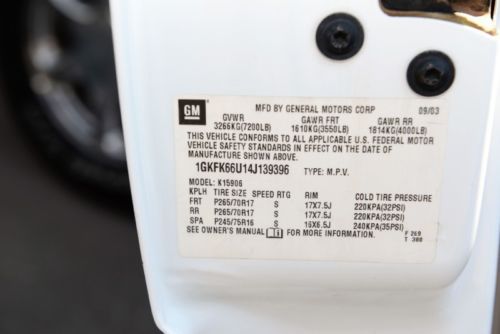 GM
MFD BY GENERAL MOTORS CORP 09/03
GVWR GAWR FRT GAWR RR
3266KG(7200LB) 1610KG(3550LB) 1814KG(4000LB)
THIS VEHICLE CONFORMS TO ALL APPLICABLE U.S. FEDERAL MOTOR
VEHICLE SAFETY STANDARDS IN EFFECT ON THE DATE OF
MANUFACTURE SHOWN ABOVE.
1GKFK66U14J139396 TYPE: M.P.V.
MODEL: K15906
KPLH TIRE SIZE SPEED RTG RIM COLD TIRE PRESSURE
FRT P265/70R17 S 17X7.5J 220KPA(32PSI)
RR P265/70R17 S 17X7.5J 220KPA(32PSI)
SPA P245/75R16 S 16X6.5J 240KPA(35PSI)
SEE OWNER'S MANUAL FOR MORE INFORMATION. F 269
T 380